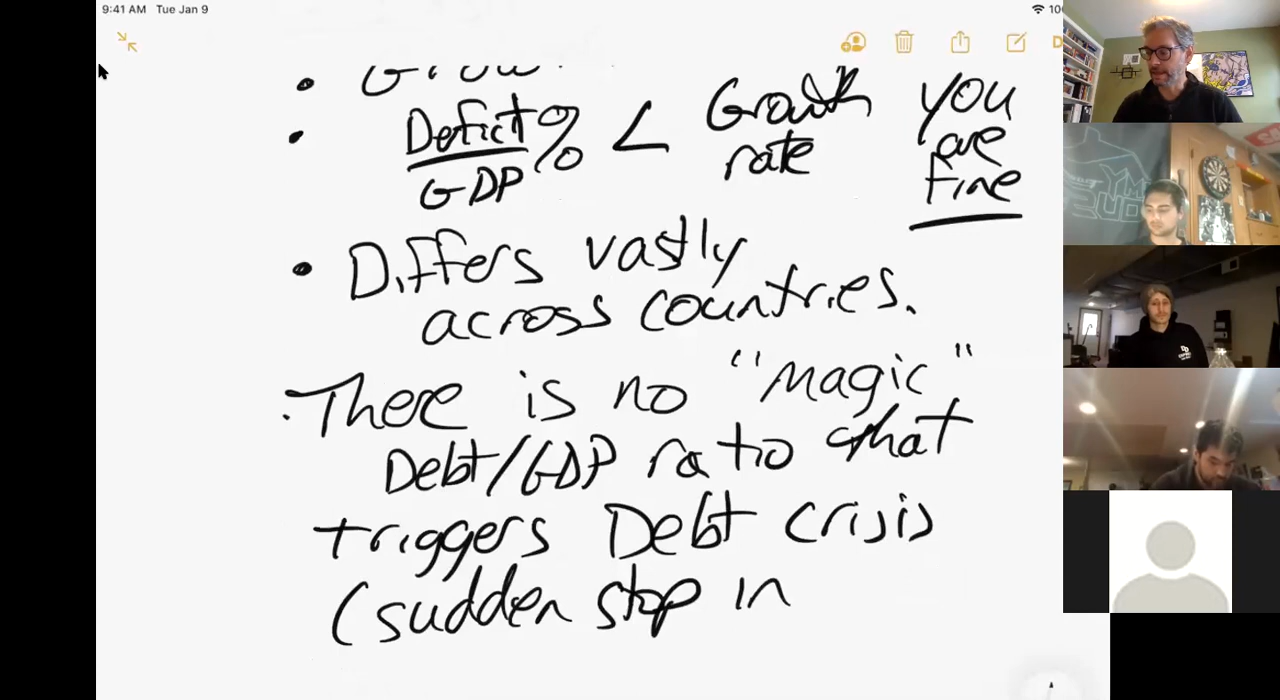 9:41 AM Tue Jan 9
• Grow.
• Deficit % < Growth rate You are Fine
GDP
• Differs vastly
across countries.
• There is no "Magic"
Debt/GDP ratio that
triggers Debt crisis
(sudden stop in